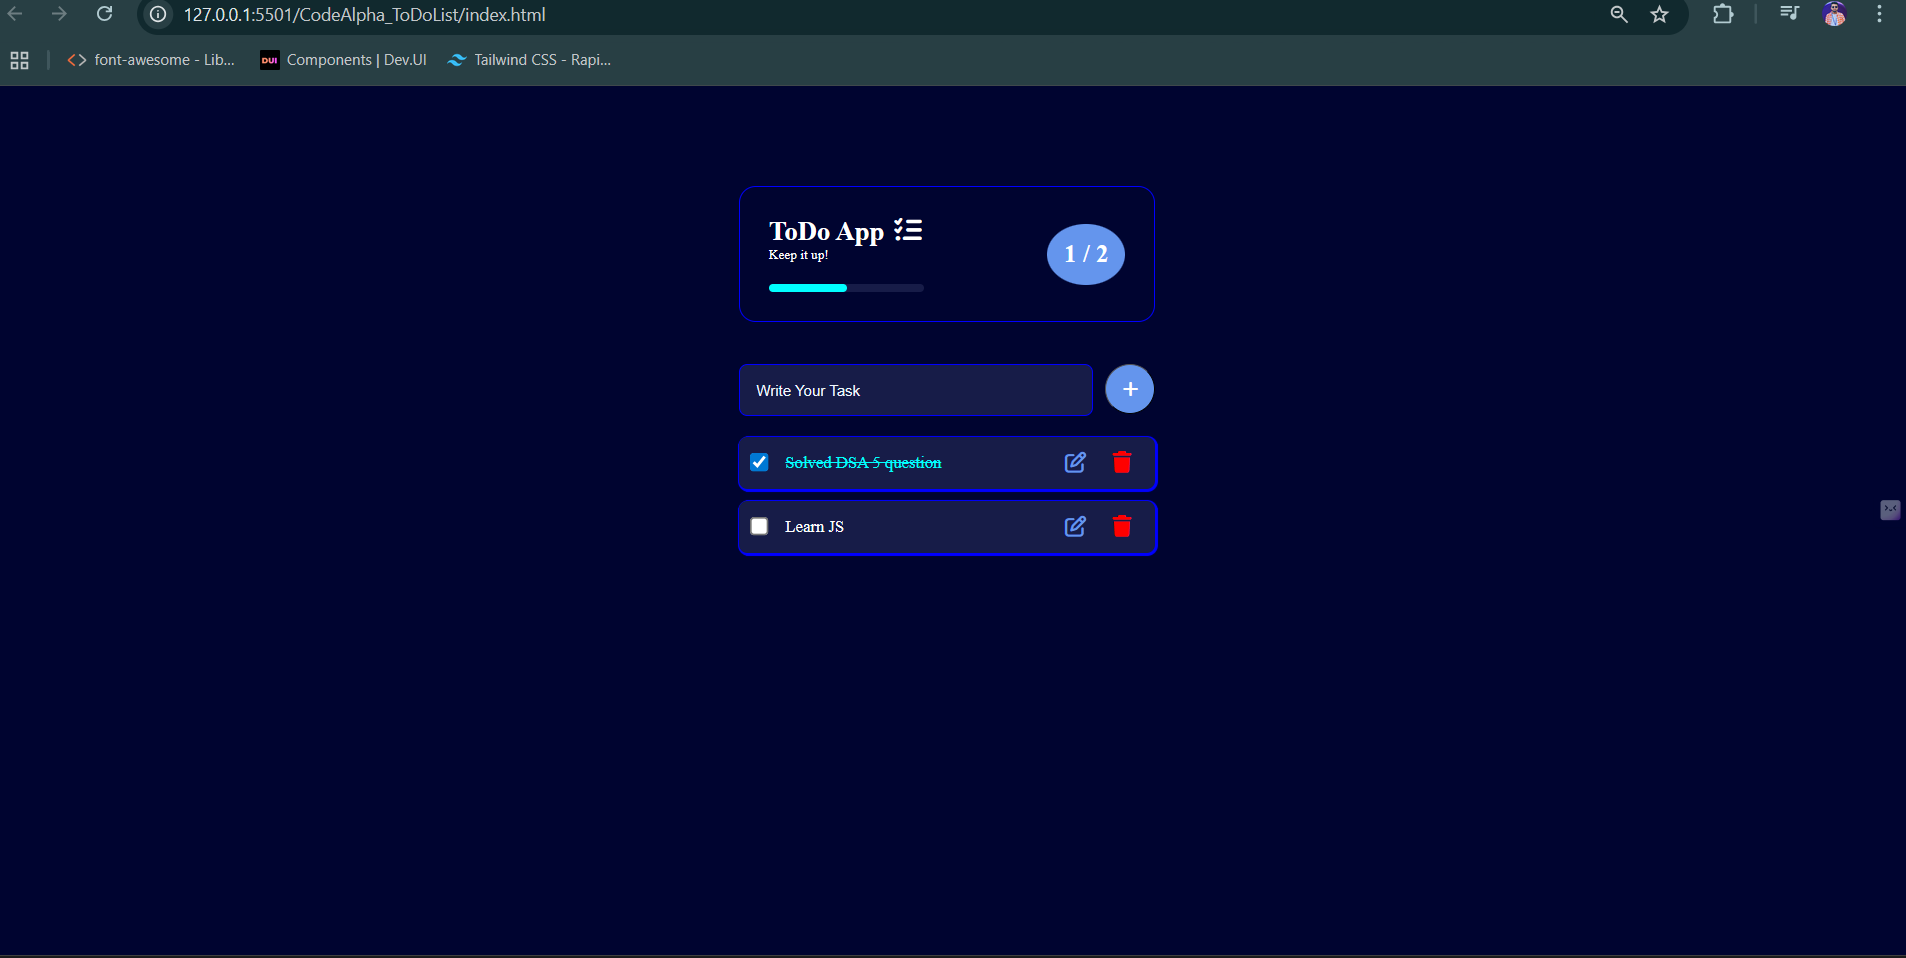 127.0.0.1:5501/CodeAlpha_ToDoList/index.html
font-awesome - Lib... DUI Components | Dev.UI Tailwind CSS - Rapi...
ToDo App
Keep it up!
1 / 2
Write Your Task
+
Solved DSA 5 question
Learn JS